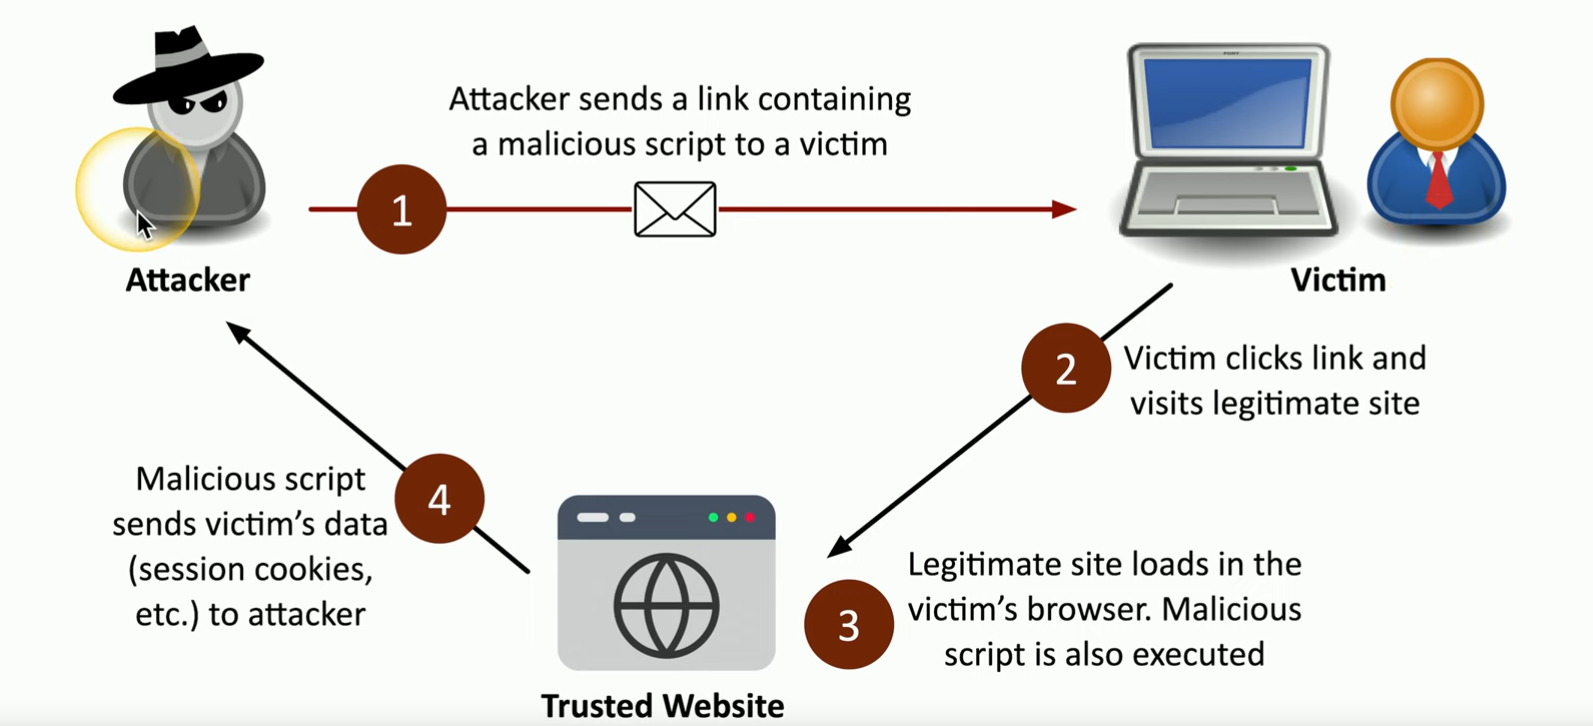 Attacker sends a link containing
a malicious script to a victim
1
Attacker
Victim
2
Victim clicks link and
visits legitimate site
3
Legitimate site loads in the
victim's browser. Malicious
script is also executed
4
Malicious script
sends victim's data
(session cookies,
etc.) to attacker
Trusted Website